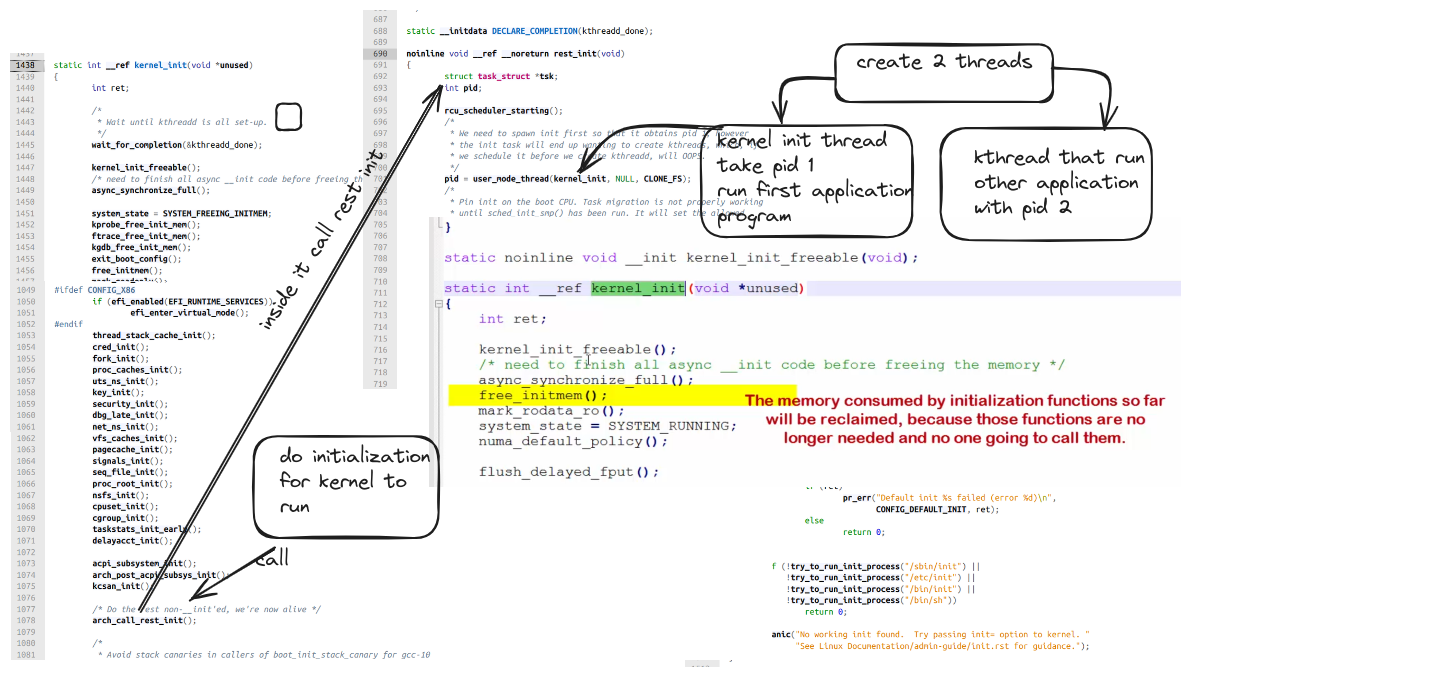 1437
1438 static int __ref kernel_init(void *unused)
1439 {
1440 int ret;
1441
1442 /*
1443 * Wait until kthreadd is all set-up.
1444 */
1445 wait_for_completion(&kthreadd_done);
1446
1447 kernel_init_freeable();
1448 /* need to finish all async __init code before freeing th
1449 async_synchronize_full();
1450
1451 system_state = SYSTEM_FREEING_INITMEM;
1452 kprobe_free_init_mem();
1453 ftrace_free_init_mem();
1454 kgdb_free_init_mem();
1455 exit_boot_config();
1456 free_initmem();
1049 #ifdef CONFIG_X86
1050 if (efi_enabled(EFI_RUNTIME_SERVICES))
1051 efi_enter_virtual_mode();
1052 #endif
1053 thread_stack_cache_init();
1054 cred_init();
1055 fork_init();
1056 proc_caches_init();
1057 uts_ns_init();
1058 key_init();
1059 security_init();
1060 dbg_late_init();
1061 net_ns_init();
1062 vfs_caches_init();
1063 pagecache_init();
1064 signals_init();
1065 seq_file_init();
1066 proc_root_init();
1067 nsfs_init();
1068 cpuset_init();
1069 cgroup_init();
1070 taskstats_init_early();
1071 delayacct_init();
1072
1073 acpi_subsystem_init();
1074 arch_post_acpi_subsys_init();
1075 kcsan_init();
1076
1077 /* Do the rest non-__init'ed, we're now alive */
1078 arch_call_rest_init();
1079
1080 /*
1081 * Avoid stack canaries in callers of boot_init_stack_canary for gcc-10
inside it call rest init
do initialization
for kernel to
run
call
687
688 static __initdata DECLARE_COMPLETION(kthreadd_done);
689
690 noinline void __ref __noreturn rest_init(void)
691 {
692 struct task_struct *tsk;
693 int pid;
694
695 rcu_scheduler_starting();
696 /*
697 * We need to spawn init first so that it obtains pid 1, however
698 * the init task will end up wanting to create kthreads, which, if
699 * we schedule it before we create kthreadd, will OOPS.
700 */
701 pid = user_mode_thread(kernel_init, NULL, CLONE_FS);
702 /*
703 * Pin init on the boot CPU. Task migration is not properly working
704 * until sched_init_smp() has been run. It will set the allowed
705
706
707
708
709
710
711
712
713
714
715
716
717
718
719
create 2 threads
kernel init thread
take pid 1
run first application
program
kthread that run
other application
with pid 2
}
static noinline void __init kernel_init_freeable(void);
static int __ref kernel_init(void *unused)
{
int ret;
kernel_init_freeable();
/* need to finish all async __init code before freeing the memory */
async_synchronize_full();
free_initmem();
mark_rodata_ro();
system_state = SYSTEM_RUNNING;
numa_default_policy();
flush_delayed_fput();
The memory consumed by initialization functions so far
will be reclaimed, because those functions are no
longer needed and no one going to call them.
if (ret)
pr_err("Default init %s failed (error %d)\n",
CONFIG_DEFAULT_INIT, ret);
else
return 0;
f (!try_to_run_init_process("/sbin/init") ||
!try_to_run_init_process("/etc/init") ||
!try_to_run_init_process("/bin/init") ||
!try_to_run_init_process("/bin/sh"))
return 0;
anic("No working init found.  Try passing init= option to kernel. "
"See Linux Documentation/admin-guide/init.rst for guidance.");